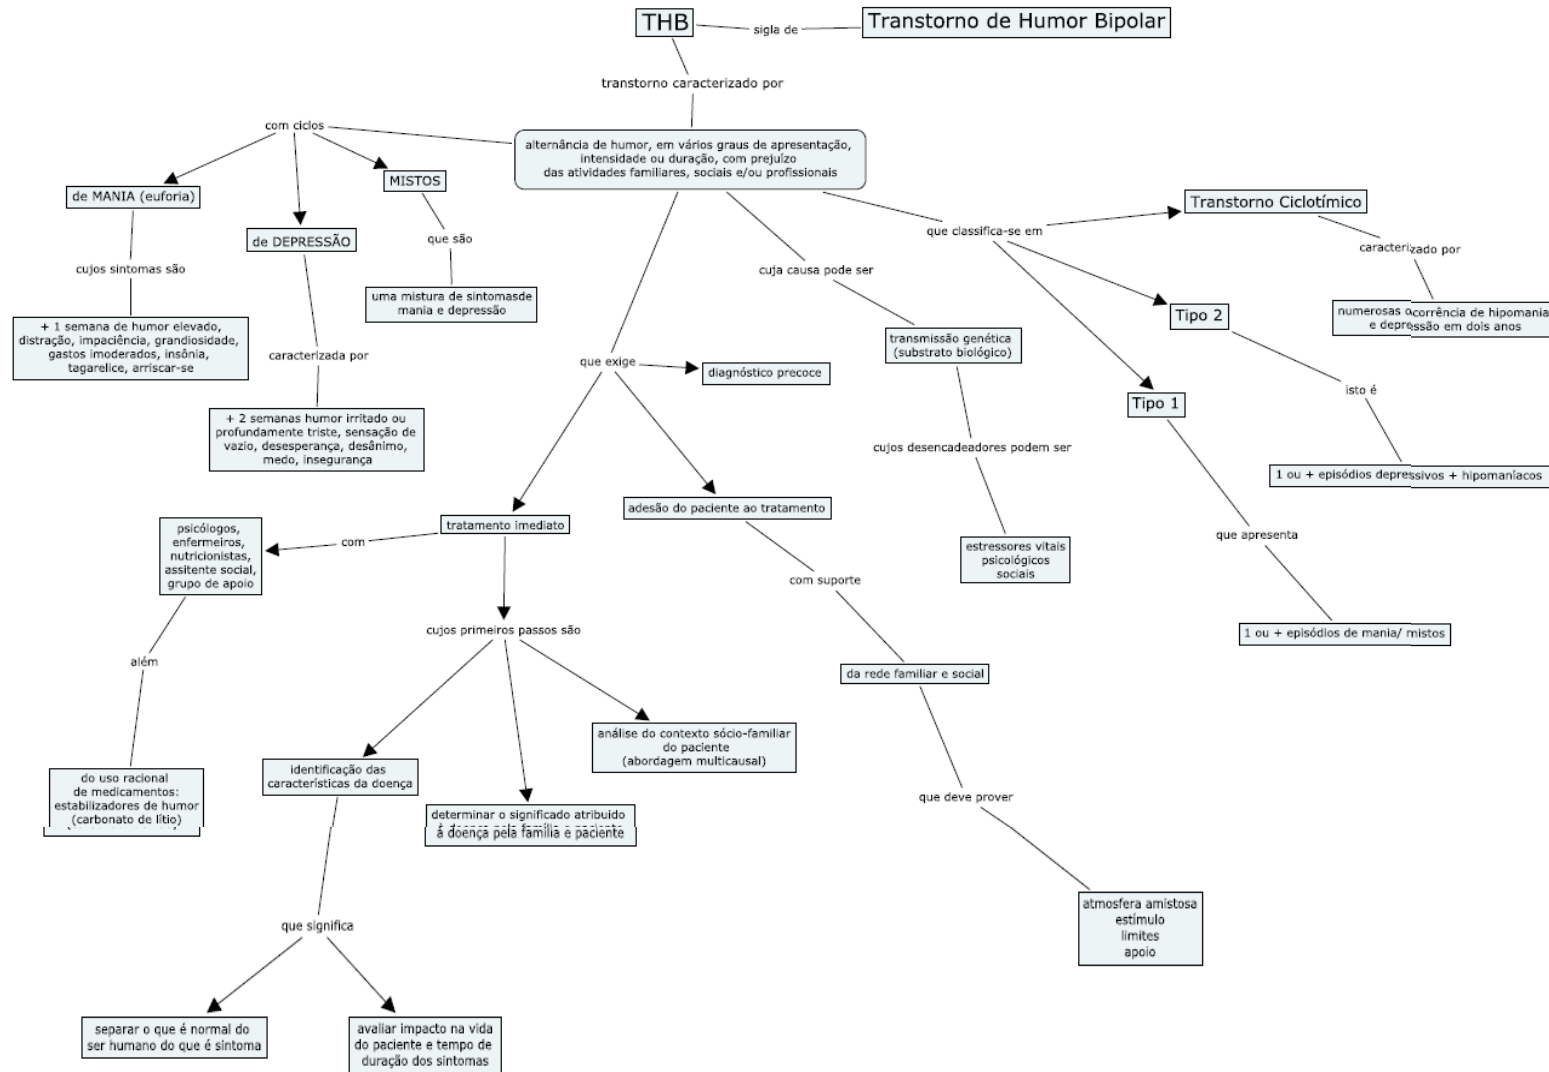 THB
sigla de
Transtorno de Humor Bipolar
transtorno caracterizado por
alternância de humor, em vários graus de apresentação,
intensidade ou duração, com prejuízo
das atividades familiares, sociais e/ou profissionais
com ciclos
de MANIA (euforia)
cujos sintomas são
+ 1 semana de humor elevado,
distração, impaciência, grandiosidade,
gastos imoderados, insônia,
tagarelice, arriscar-se
de DEPRESSÃO
caracterizada por
+ 2 semanas humor irritado ou
profundamente triste, sensação de
vazio, desesperança, desânimo,
medo, insegurança
MISTOS
que são
uma mistura de sintomasde
mania e depressão
que exige
diagnóstico precoce
tratamento imediato
com
psicólogos,
enfermeiros,
nutricionistas,
assitente social,
grupo de apoio
além
do uso racional
de medicamentos:
estabilizadores de humor
(carbonato de lítio)
cujos primeiros passos são
identificação das
características da doença
que significa
separar o que é normal do
ser humano do que é sintoma
avaliar impacto na vida
do paciente e tempo de
duração dos sintomas
determinar o significado atribuido
á doença pela família e paciente
análise do contexto sócio-familiar
do paciente
(abordagem multicausal)
adesão do paciente ao tratamento
com suporte
da rede familiar e social
que deve prover
atmosfera amistosa
estímulo
limites
apoio
cuja causa pode ser
transmissão genética
(substrato biológico)
cujos desencadeadores podem ser
estressores vitais
psicológicos
sociais
que classifica-se em
Transtorno Ciclotímico
caracterizado por
numerosas ocorrência de hipomania
e depressão em dois anos
Tipo 2
isto é
1 ou + episódios depressivos + hipomaníacos
Tipo 1
que apresenta
1 ou + episódios de mania/ mistos